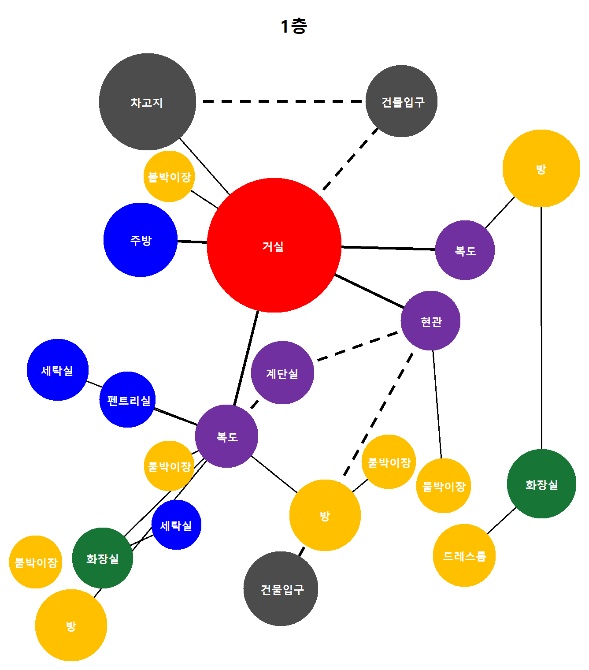 1층
차고지
건물입구
붙박이장
방
주방
거실
복도
현관
세탁실
계단실
펜트리실
복도
붙박이장
붙박이장
붙박이장
화장실
방
세탁실
붙박이장
화장실
드레스룸
건물입구
방